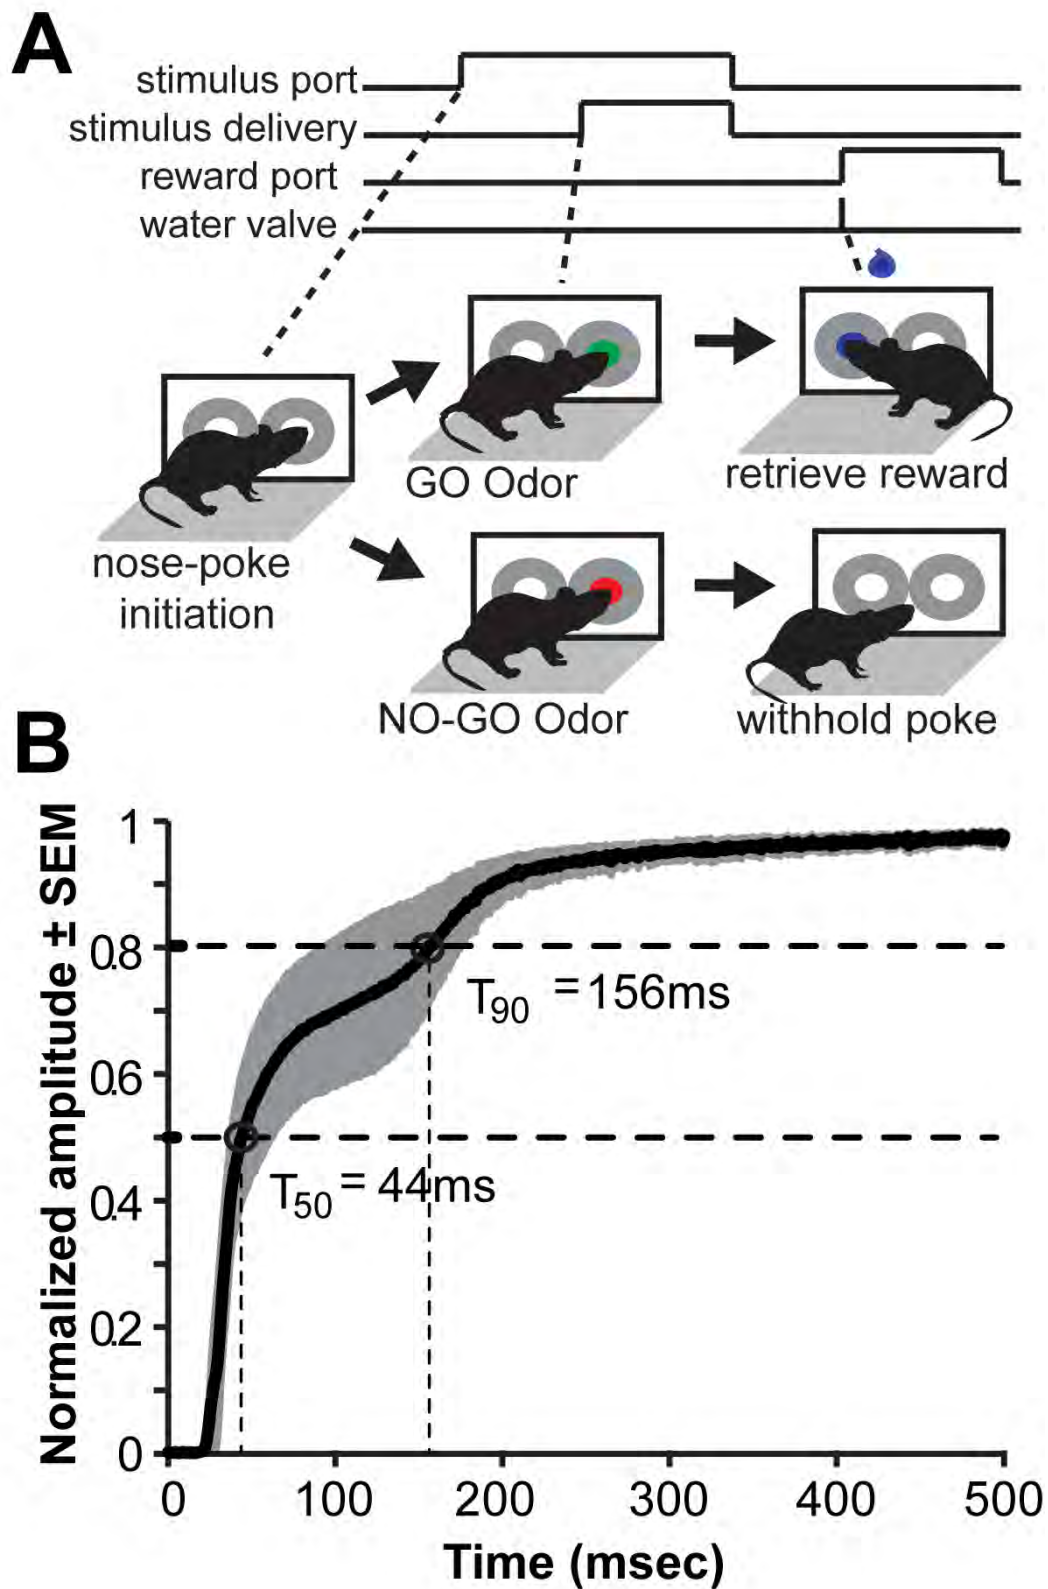 A
stimulus port
stimulus delivery
reward port
water valve
GO Odor
retrieve reward
nose-poke
initiation
NO-GO Odor
withhold poke
B
Normalized amplitude ± SEM
1
0.8
0.6
0.4
0.2
0
T90 = 156ms
T50 = 44ms
0 100 200 300 400 500
Time (msec)